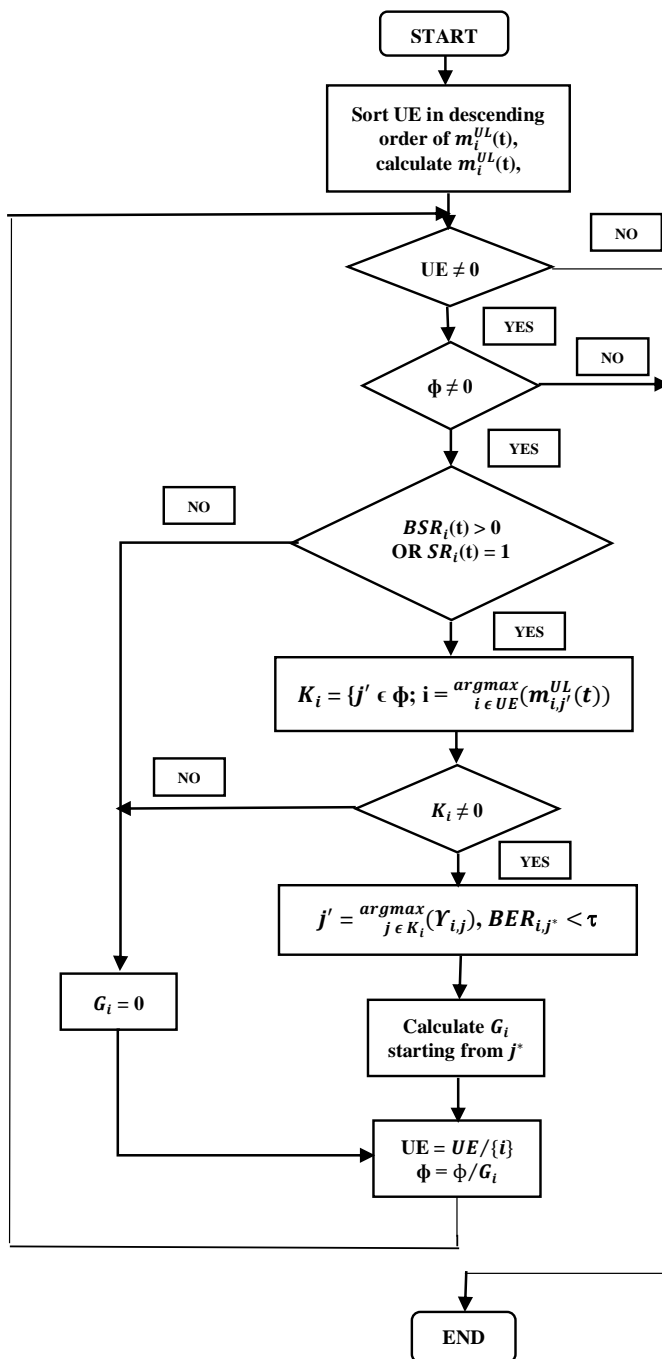 START
Sort UE in descending
order of m_i^{UL}(t),
calculate m_i^{UL}(t),
NO
UE ≠ 0
YES
NO
ϕ ≠ 0
YES
NO
BSR_i(t) > 0
OR SR_i(t) = 1
YES
K_i = {j′ ϵ ϕ; i = argmax_{i ϵ UE}(m_{i,j′}^{UL}(t))
NO
K_i ≠ 0
YES
j′ = argmax_{j ϵ K_i}(ϒ_{i,j}), BER_{i,j*} < τ
G_i = 0
Calculate G_i
starting from j*
UE = UE/{i}
ϕ = ϕ/G_i
END